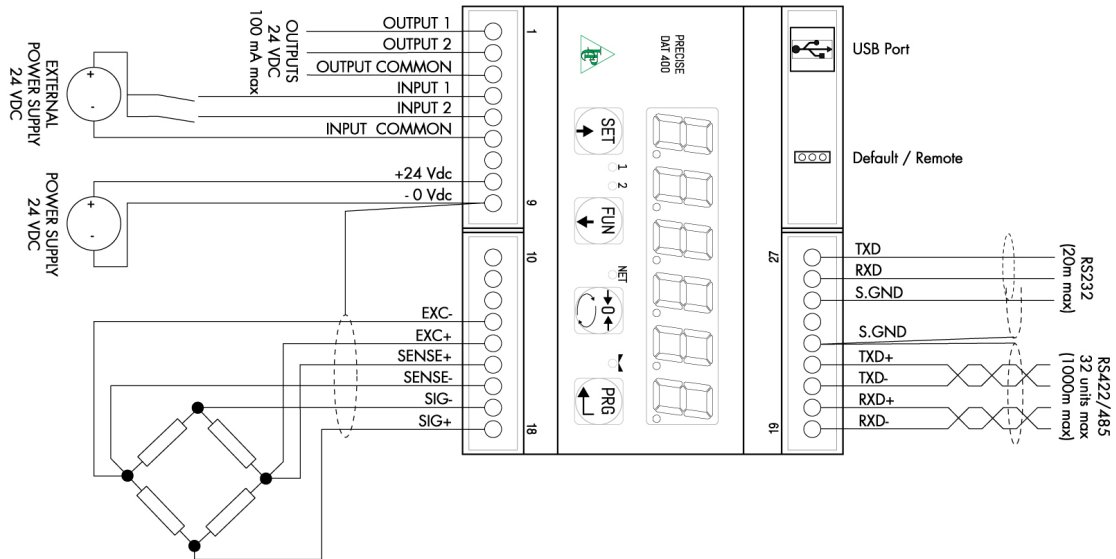 OUTPUT 1
OUTPUT 2
OUTPUT COMMON
INPUT 1
INPUT 2
INPUT COMMON
+24 Vdc
- 0 Vdc
OUTPUTS
24 VDC
100 mA max
EXTERNAL
POWER SUPPLY
24 VDC
+
-
POWER SUPPLY
24 VDC
+
-
EXC-
EXC+
SENSE+
SENSE-
SIG-
SIG+
1
9
10
18
PRECISE
DAT 400
SET
1
2
FUN
NET
0
PRG
USB Port
Default / Remote
27
19
TXD
RXD
S.GND
S.GND
TXD+
TXD-
RXD+
RXD-
RS232
(20m max)
RS422/485
32 units max
(1000m max)